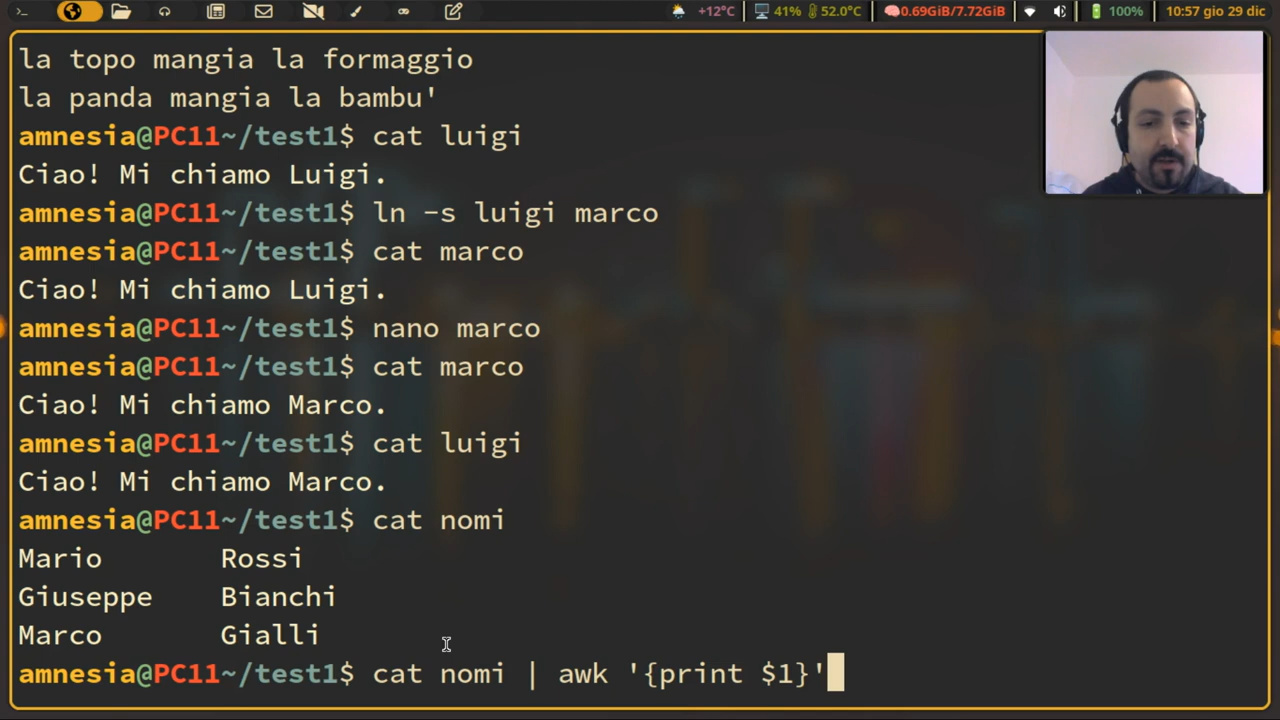 +12°C 41% 52.0°C 0.69GiB/7.72GiB 100% 10:57 gio 29 dic
la topo mangia la formaggio
la panda mangia la bambu'
amnesia@PC11~/test1$ cat luigi
Ciao! Mi chiamo Luigi.
amnesia@PC11~/test1$ ln -s luigi marco
amnesia@PC11~/test1$ cat marco
Ciao! Mi chiamo Luigi.
amnesia@PC11~/test1$ nano marco
amnesia@PC11~/test1$ cat marco
Ciao! Mi chiamo Marco.
amnesia@PC11~/test1$ cat luigi
Ciao! Mi chiamo Marco.
amnesia@PC11~/test1$ cat nomi
Mario Rossi
Giuseppe Bianchi
Marco Gialli
amnesia@PC11~/test1$ cat nomi | awk '{print $1}'